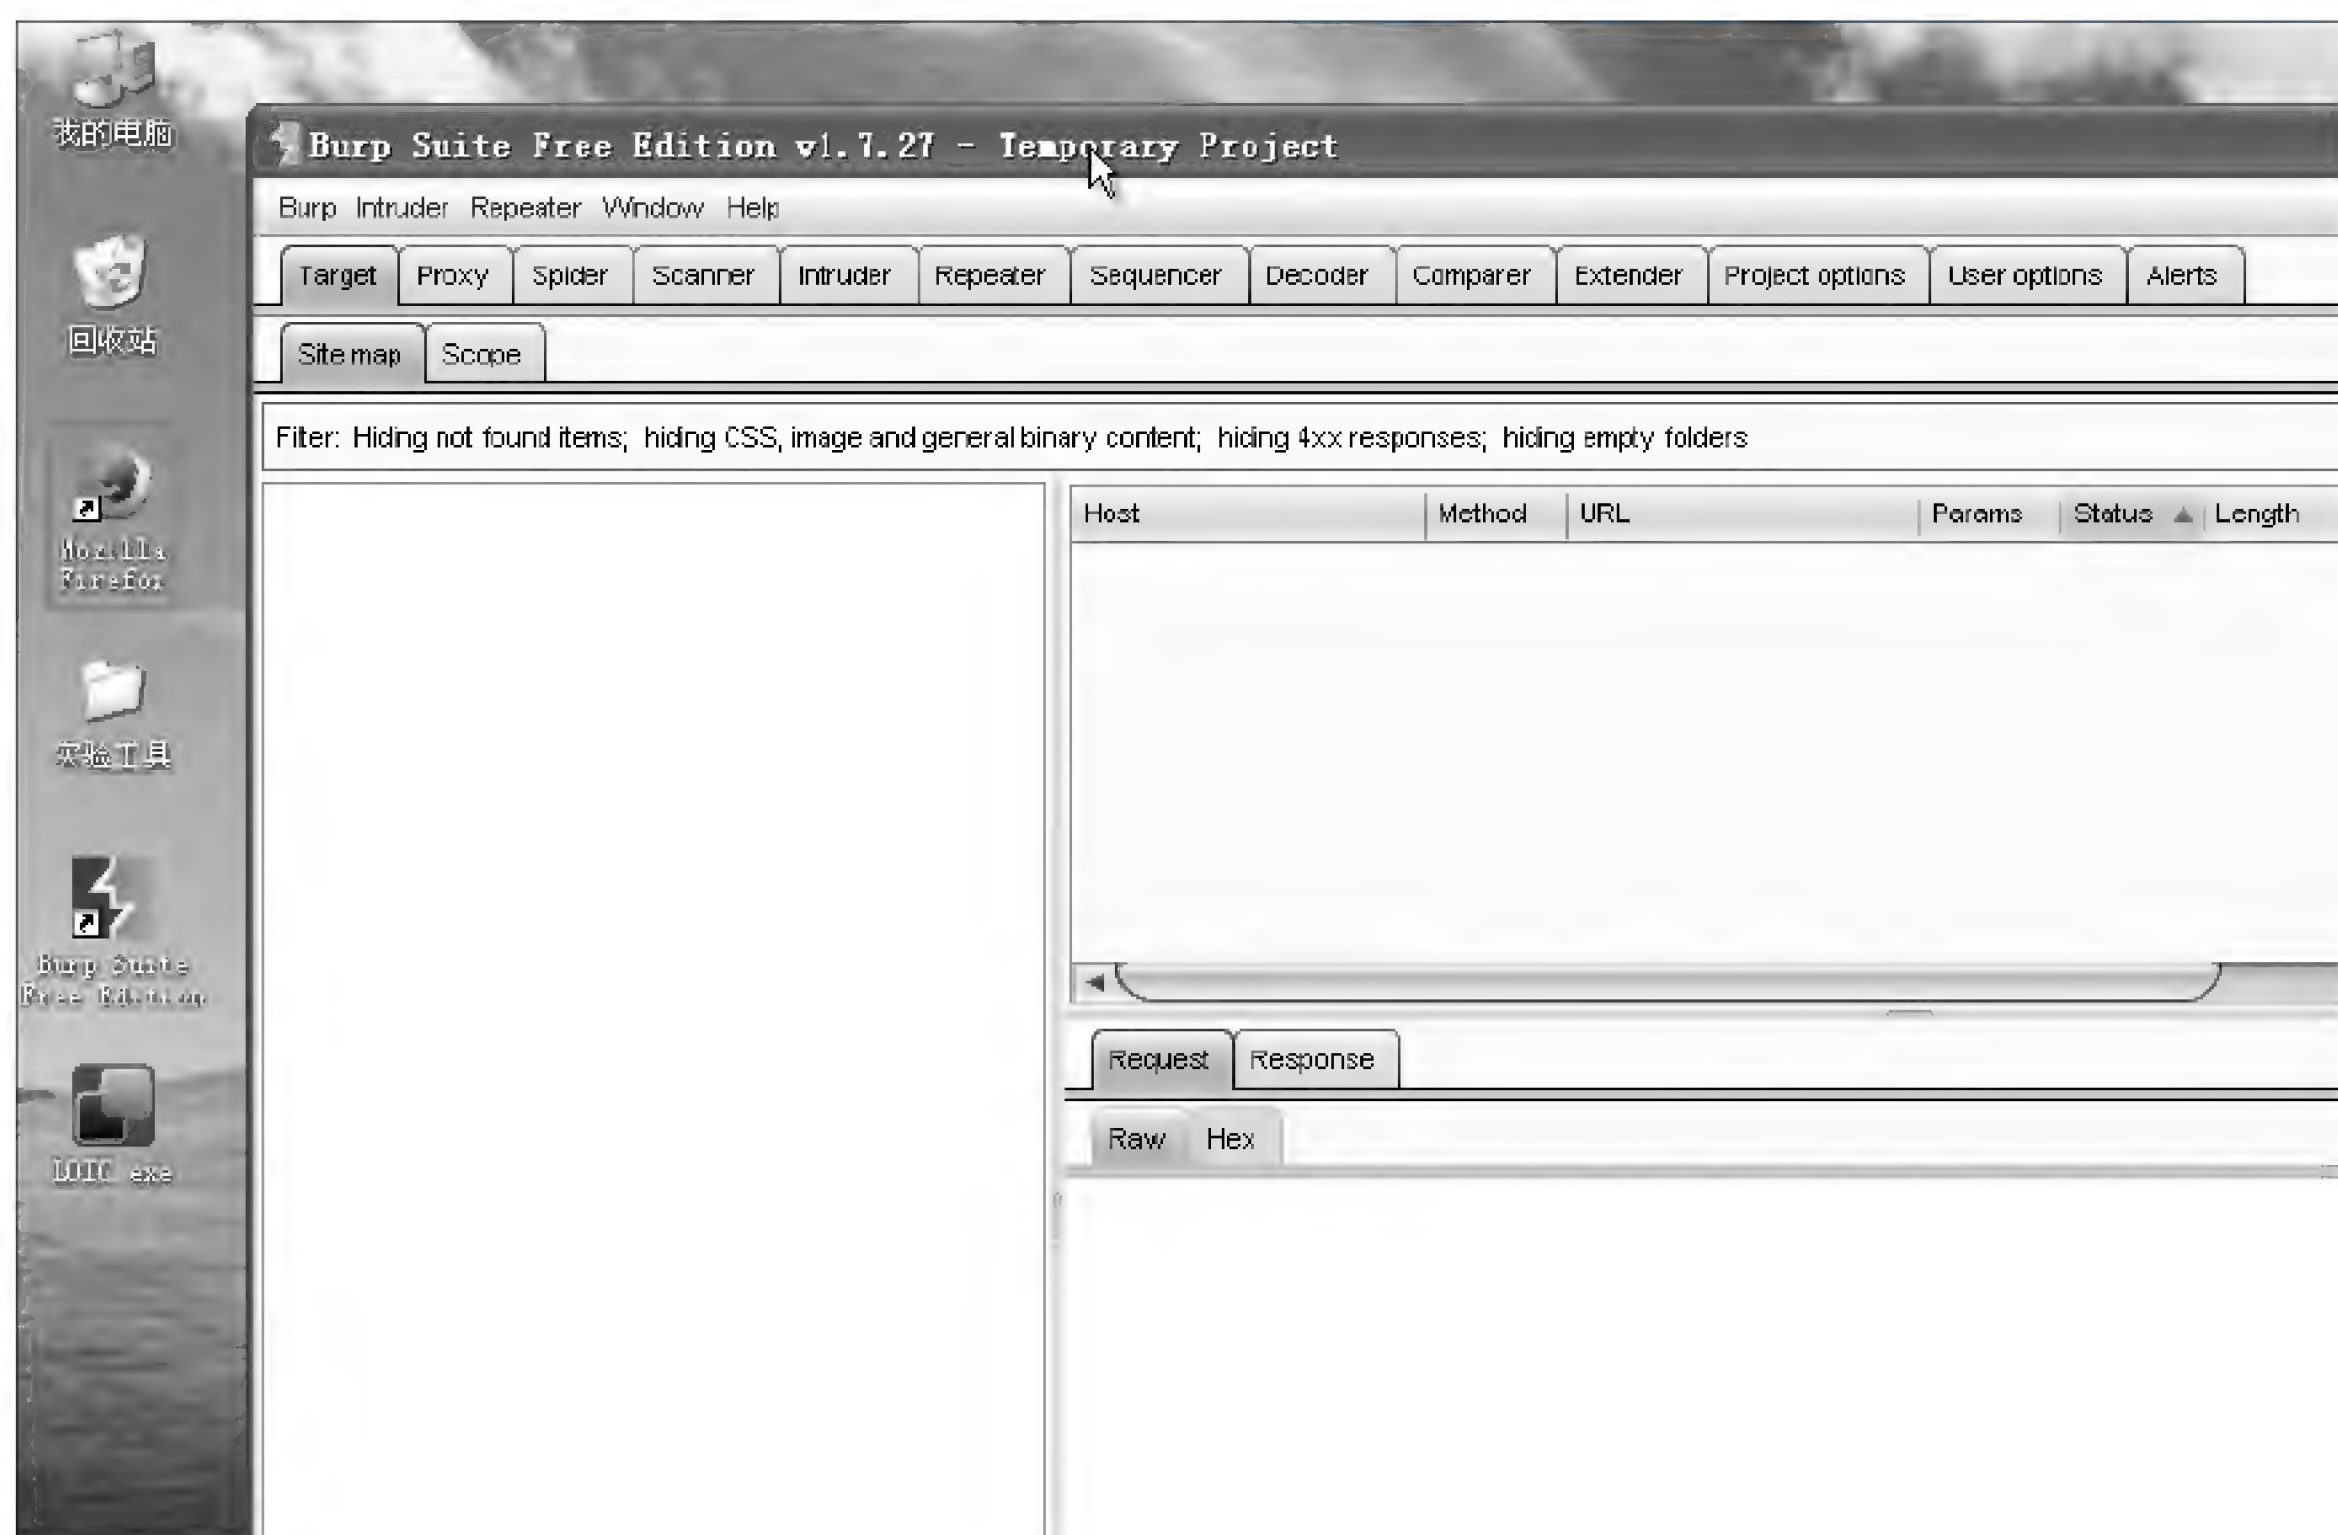 我的电脑
回收站
Mozilla
Firefox
实验工具
Burp Suite
Free Edition
LOIC.exe
Burp Suite Free Edition v1.7.27 - Temporary Project
Burp Intruder Repeater Window Help
Target Proxy Spider Scanner Intruder Repeater Sequencer Decoder Comparer Extender Project options User options Alerts
Site map Scope
Filter: Hiding not found items; hiding CSS, image and general binary content; hiding 4xx responses; hiding empty folders
Host Method URL Params Status Length
Request Response
Raw Hex